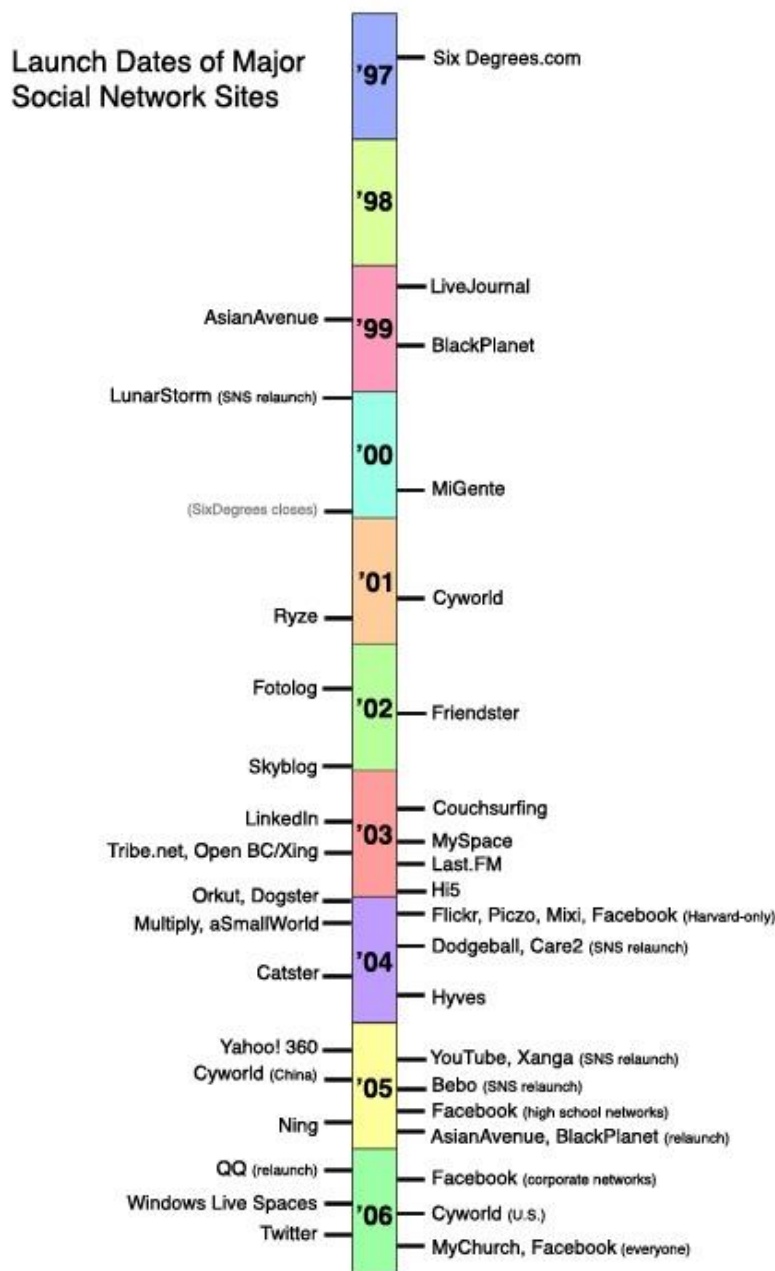 Launch Dates of Major
Social Network Sites
'97
Six Degrees.com
'98
LiveJournal
AsianAvenue
'99
BlackPlanet
LunarStorm (SNS relaunch)
'00
MiGente
(SixDegrees closes)
'01
Cyworld
Ryze
Fotolog
'02
Friendster
Skyblog
Couchsurfing
LinkedIn
'03
MySpace
Tribe.net, Open BC/Xing
Last.FM
Hi5
Orkut, Dogster
Flickr, Piczo, Mixi, Facebook (Harvard-only)
Multiply, aSmallWorld
Dodgeball, Care2 (SNS relaunch)
'04
Catster
Hyves
Yahoo! 360
YouTube, Xanga (SNS relaunch)
Cyworld (China)
'05
Bebo (SNS relaunch)
Facebook (high school networks)
Ning
AsianAvenue, BlackPlanet (relaunch)
QQ (relaunch)
Facebook (corporate networks)
Windows Live Spaces
'06
Cyworld (U.S.)
Twitter
MyChurch, Facebook (everyone)